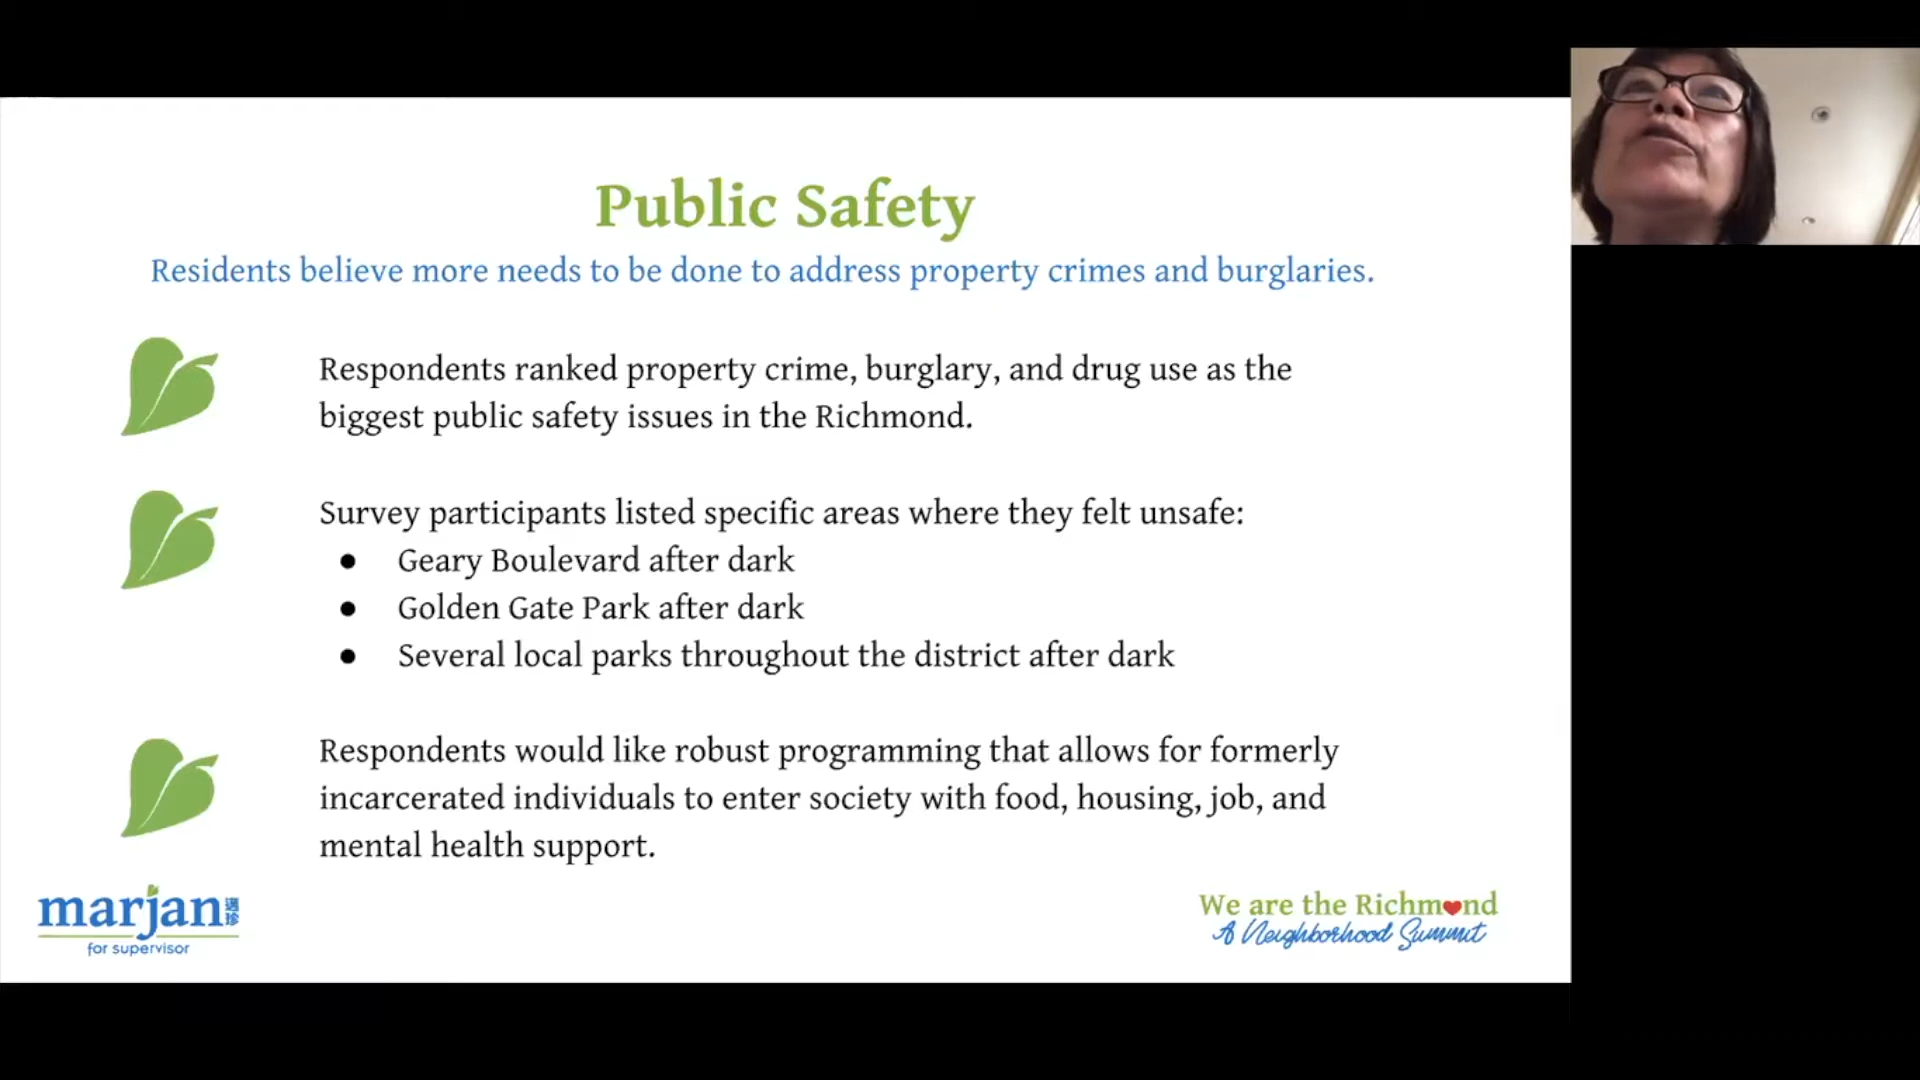 Public Safety
Residents believe more needs to be done to address property crimes and burglaries.
Respondents ranked property crime, burglary, and drug use as the
biggest public safety issues in the Richmond.
Survey participants listed specific areas where they felt unsafe:
● Geary Boulevard after dark
● Golden Gate Park after dark
● Several local parks throughout the district after dark
Respondents would like robust programming that allows for formerly
incarcerated individuals to enter society with food, housing, job, and
mental health support.
marjan
for supervisor
We are the Richm♥nd
A Neighborhood Summit